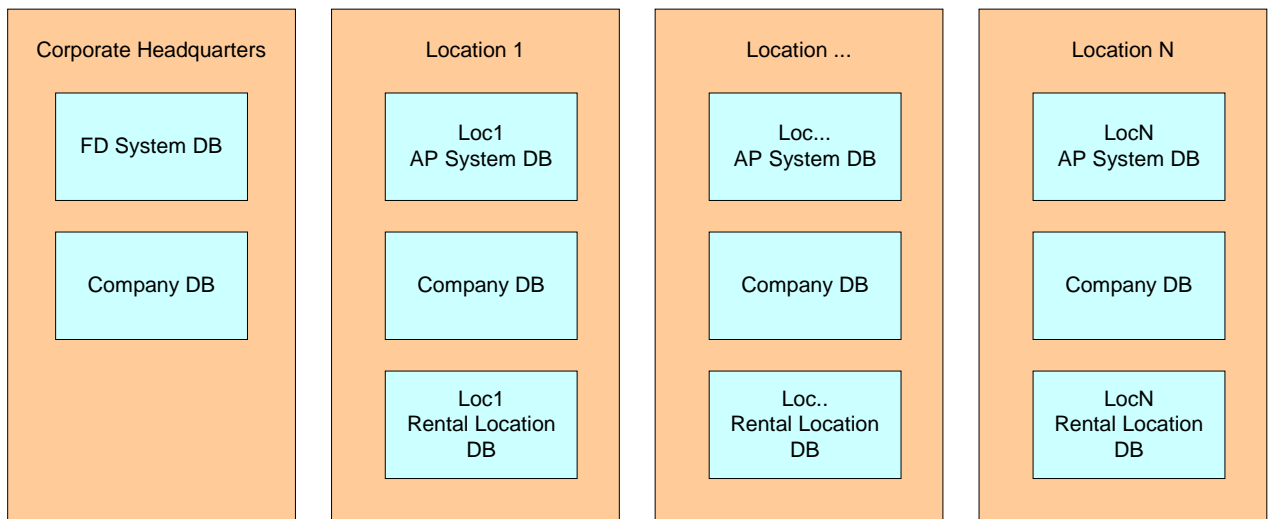 Corporate Headquarters
FD System DB
Company DB
Location 1
Loc1
AP System DB
Company DB
Loc1
Rental Location
DB
Location ...
Loc...
AP System DB
Company DB
Loc..
Rental Location
DB
Location N
LocN
AP System DB
Company DB
LocN
Rental Location
DB